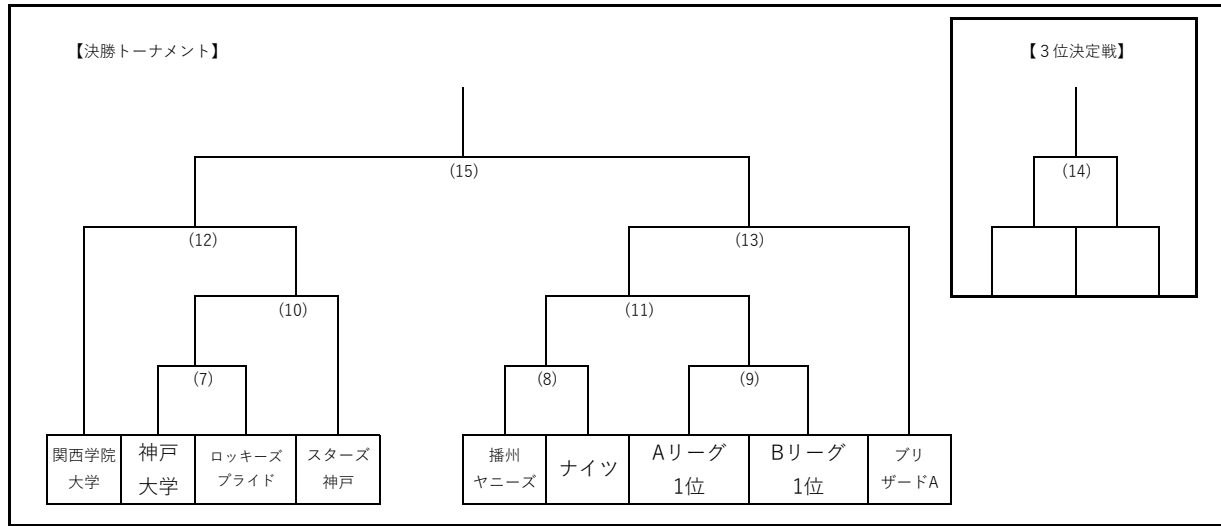 【決勝トーナメント】
【３位決定戦】
(15)
(14)
(12)
(13)
(10)
(11)
(7)
(8)
(9)
関西学院
大学
神戸
大学
ロッキーズ
プライド
スターズ
神戸
播州
ヤニーズ
ナイツ
Aリーグ
1位
Bリーグ
1位
ブリ
ザードA